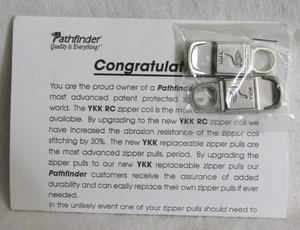 Pathfinder
Quality is Everything!
Congratulat
You are the proud owner of a Pathfinder
most advanced patent protected zipper
world. The YKK RC zipper coil is the most
available. By upgrading to the new YKK RC zipper coil we
have increased the abrasion resistance of the zipper coil
stitching by 30%. The new YKK replaceable zipper pulls are
the most advanced zipper pulls, period. By upgrading the
zipper pulls to our new YKK replaceable zipper pulls our
Pathfinder customers receive the assurance of added
durability and can easily replace their own zipper pulls if ever
needed.
In the unlikely event one of your zipper pulls should need to